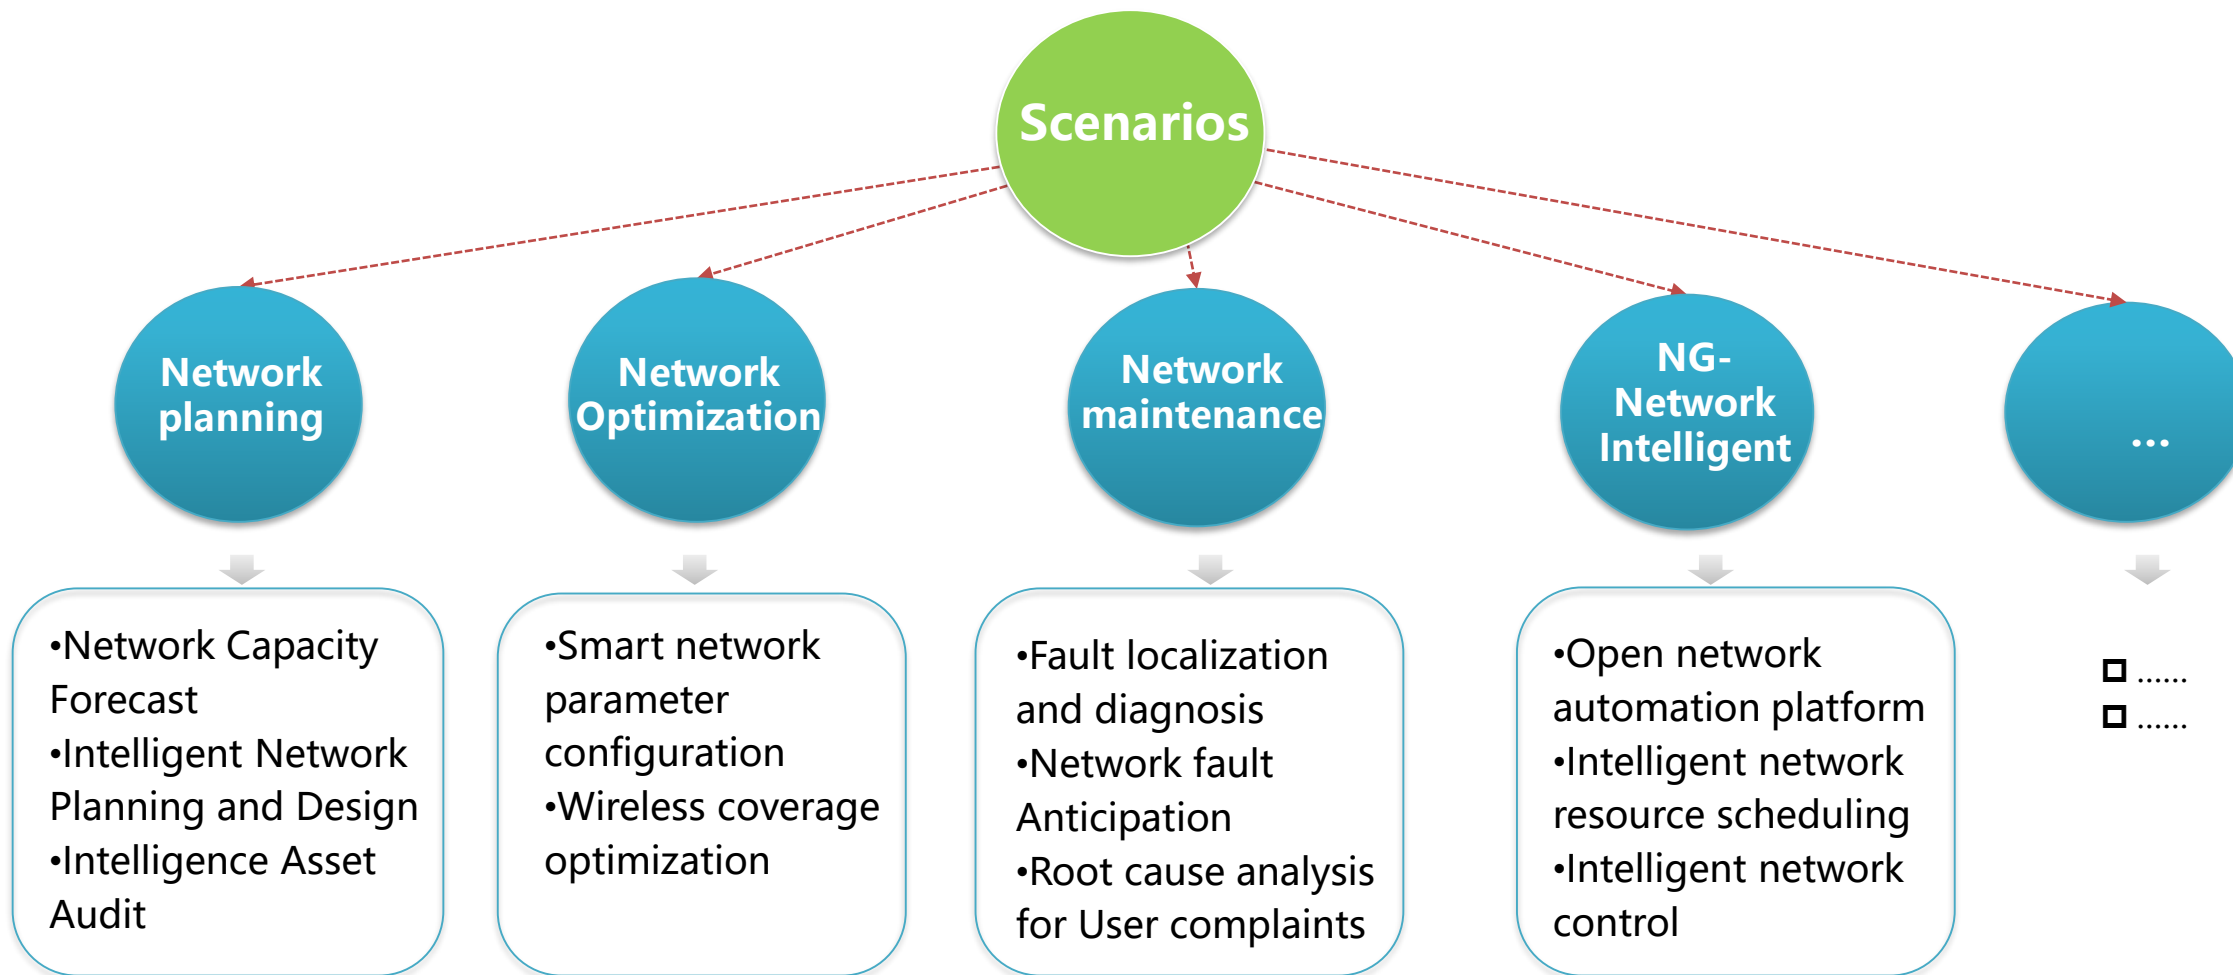 Scenarios
Network
planning
Network
Optimization
Network
maintenance
NG-
Network
Intelligent
...
•Network Capacity
Forecast
•Intelligent Network
Planning and Design
•Intelligence Asset
Audit
•Smart network
parameter
configuration
•Wireless coverage
optimization
•Fault localization
and diagnosis
•Network fault
Anticipation
•Root cause analysis
for User complaints
•Open network
automation platform
•Intelligent network
resource scheduling
•Intelligent network
control
......
......